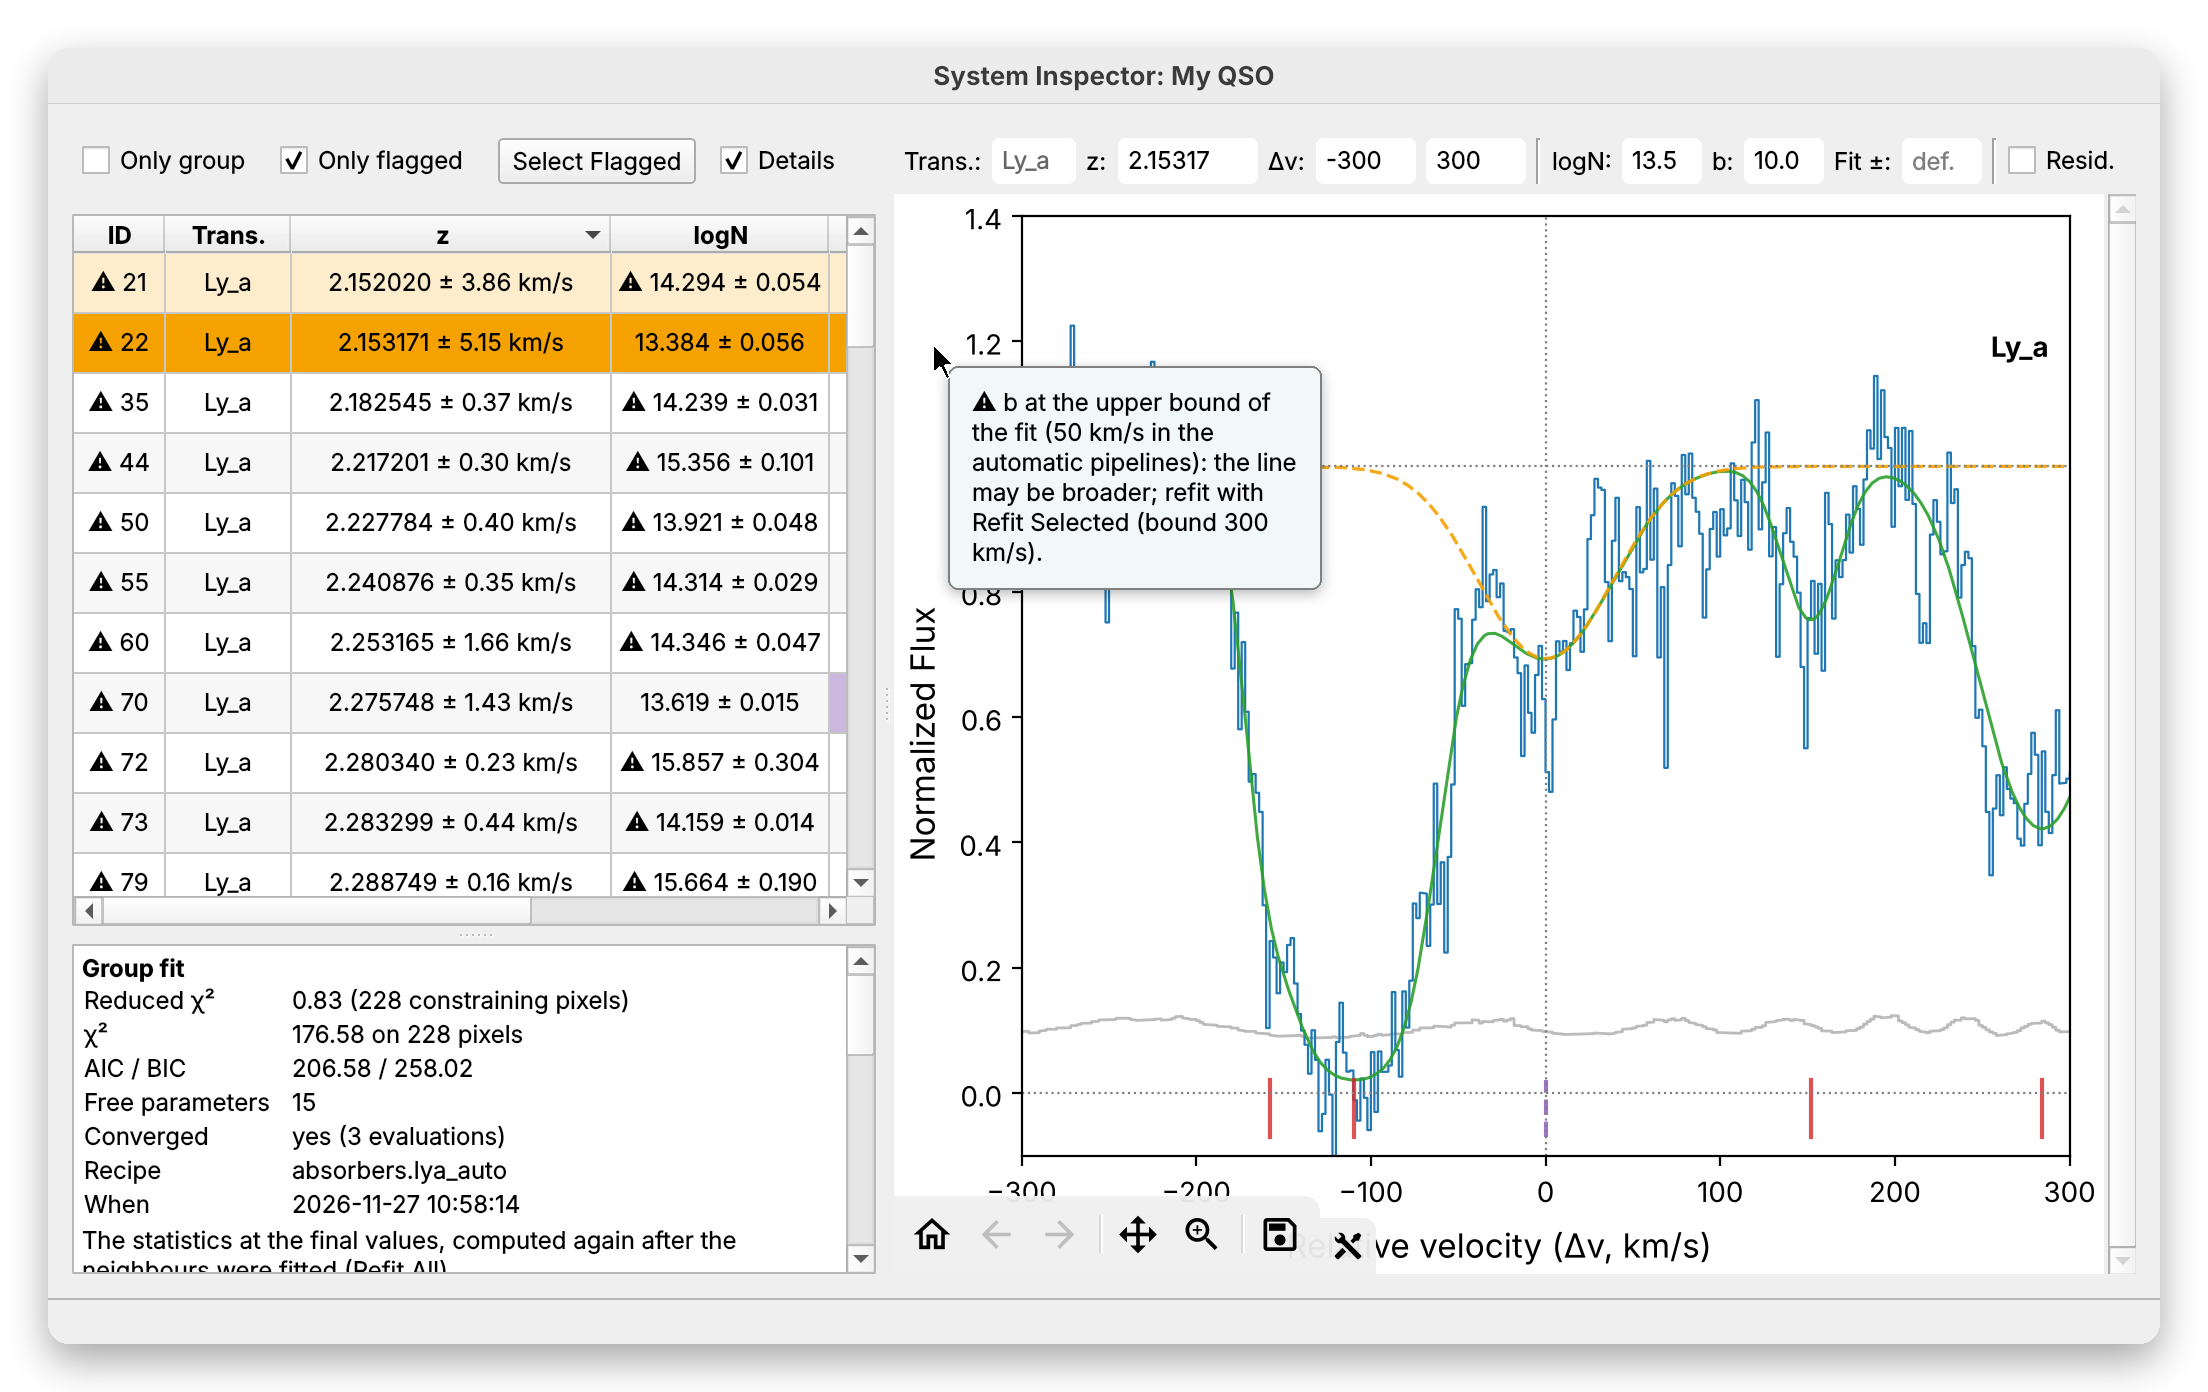 System Inspector: My QSO
Only group Only flagged Select Flagged Details
Trans.: Ly_a z: 2.15317 Δv: -300 300 logN: 13.5 b: 10.0 Fit ±: def. Resid.
ID Trans. z logN
21 Ly_a 2.152020 ± 3.86 km/s 14.294 ± 0.054
22 Ly_a 2.153171 ± 5.15 km/s 13.384 ± 0.056
35 Ly_a 2.182545 ± 0.37 km/s 14.239 ± 0.031
44 Ly_a 2.217201 ± 0.30 km/s 15.356 ± 0.101
50 Ly_a 2.227784 ± 0.40 km/s 13.921 ± 0.048
55 Ly_a 2.240876 ± 0.35 km/s 14.314 ± 0.029
60 Ly_a 2.253165 ± 1.66 km/s 14.346 ± 0.047
70 Ly_a 2.275748 ± 1.43 km/s 13.619 ± 0.015
72 Ly_a 2.280340 ± 0.23 km/s 15.857 ± 0.304
73 Ly_a 2.283299 ± 0.44 km/s 14.159 ± 0.014
79 Ly_a 2.288749 ± 0.16 km/s 15.664 ± 0.190
Group fit
Reduced χ² 0.83 (228 constraining pixels)
χ² 176.58 on 228 pixels
AIC / BIC 206.58 / 258.02
Free parameters 15
Converged yes (3 evaluations)
Recipe absorbers.lya_auto
When 2026-11-27 10:58:14
The statistics at the final values, computed again after the
neighbours were fitted (Refit All)
1.4
1.2
Ly_a
b at the upper bound of
the fit (50 km/s in the
automatic pipelines): the line
may be broader; refit with
Refit Selected (bound 300
km/s).
0.8
0.6
0.4
0.2
0.0
Normalized Flux
−300 −200 −100 0 100 200 300
velocity (Δv, km/s)